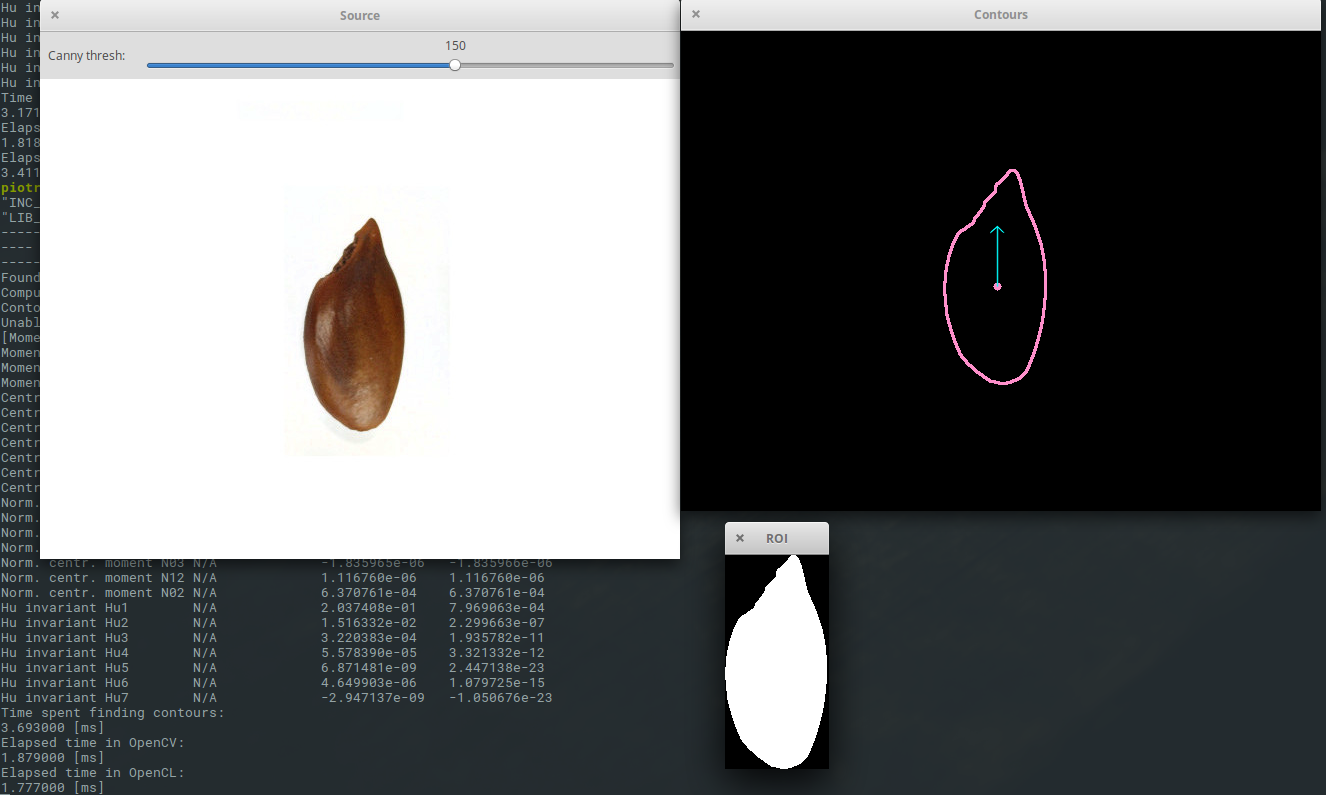 Source
Canny thresh:
150
Contours
ROI
Hu in
Hu in
Hu in
Hu in
Hu in
Hu in
Time
3.171
Elaps
1.818
Elaps
3.411
piotr
"INC_
"LIB_
-----
----
-----
Found
Compu
Conto
Unabl
[Mome
Momen
Momen
Momen
Centr
Centr
Centr
Centr
Centr
Centr
Centr
Norm.
Norm.
Norm.
Norm.
Norm. centr. moment N03 N/A -1.835965e-06 -1.835966e-06
Norm. centr. moment N12 N/A 1.116760e-06 1.116760e-06
Norm. centr. moment N02 N/A 6.370761e-04 6.370761e-04
Hu invariant Hu1 N/A 2.037408e-01 7.969063e-04
Hu invariant Hu2 N/A 1.516332e-02 2.299663e-07
Hu invariant Hu3 N/A 3.220383e-04 1.935782e-11
Hu invariant Hu4 N/A 5.578390e-05 3.321332e-12
Hu invariant Hu5 N/A 6.871481e-09 2.447138e-23
Hu invariant Hu6 N/A 4.649903e-06 1.079725e-15
Hu invariant Hu7 N/A -2.947137e-09 -1.050676e-23
Time spent finding contours:
3.693000 [ms]
Elapsed time in OpenCV:
1.879000 [ms]
Elapsed time in OpenCL:
1.777000 [ms]